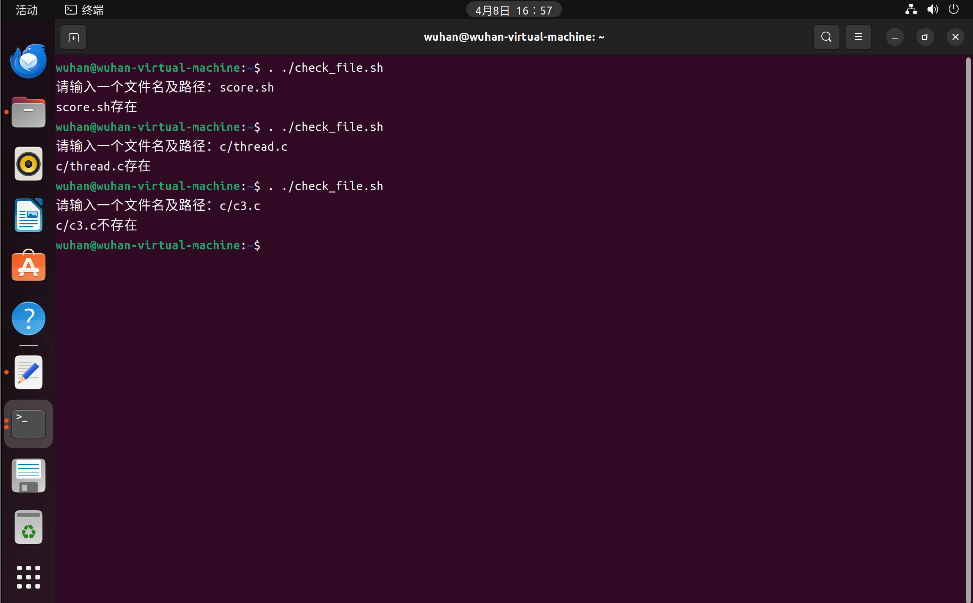 活动 终端 4月8日 16：57
wuhan@wuhan-virtual-machine: ~
wuhan@wuhan-virtual-machine:~$ . ./check_file.sh
请输入一个文件名及路径：score.sh
score.sh存在
wuhan@wuhan-virtual-machine:~$ . ./check_file.sh
请输入一个文件名及路径：c/thread.c
c/thread.c存在
wuhan@wuhan-virtual-machine:~$ . ./check_file.sh
请输入一个文件名及路径：c/c3.c
c/c3.c不存在
wuhan@wuhan-virtual-machine:~$